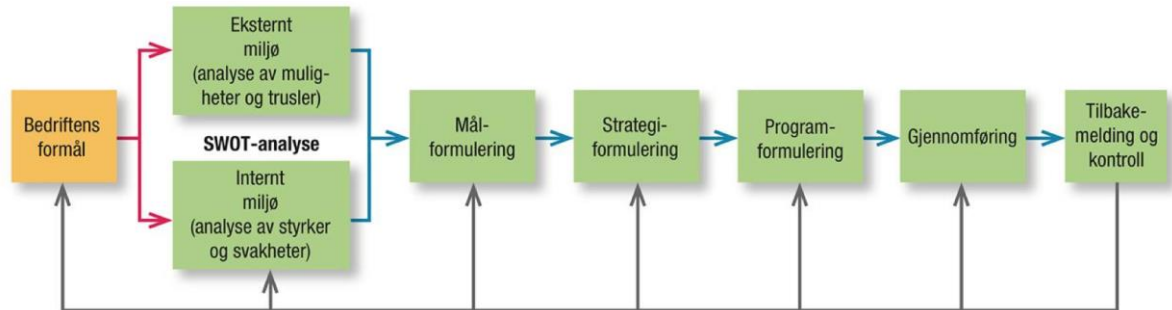 Bedriftens
formål
Eksternt
miljø
(analyse av mulig-
heter og trusler)
SWOT-analyse
Internt
miljø
(analyse av styrker
og svakheter)
Mål-
formulering
Strategi-
formulering
Program-
formulering
Gjennomføring
Tilbake-
melding og
kontroll